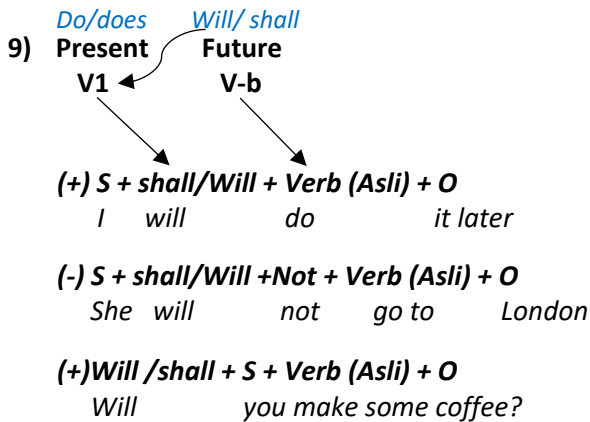 Do/does Will/ shall
9) Present Future
V1 V-b
(+) S + shall/Will + Verb (Asli) + O
I will do it later
(-) S + shall/Will +Not + Verb (Asli) + O
She will not go to London
(+)Will /shall + S + Verb (Asli) + O
Will you make some coffee?